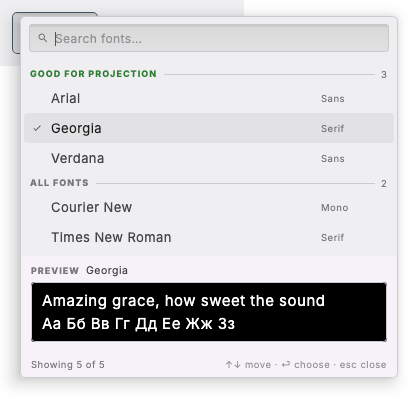 Search fonts...
GOOD FOR PROJECTION 3
Arial Sans
✓ Georgia Serif
Verdana Sans
ALL FONTS 2
Courier New Mono
Times New Roman Serif
PREVIEW Georgia
Amazing grace, how sweet the sound
Аа Бб Вв Гг Дд Ее Жж Зз
Showing 5 of 5 ↑↓ move · ⏎ choose · esc close